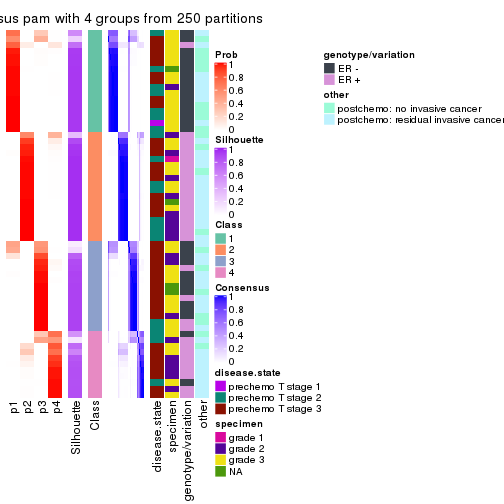 sus pam with 4 groups from 250 partitions
Prob
1
0.8
0.6
0.4
0.2
0
Silhouette
1
0.8
0.6
0.4
0.2
0
Class
1
2
3
4
Consensus
1
0.8
0.6
0.4
0.2
0
disease.state
prechemo T stage 1
prechemo T stage 2
prechemo T stage 3
specimen
grade 1
grade 2
grade 3
NA
genotype/variation
ER -
ER +
other
postchemo: no invasive cancer
postchemo: residual invasive cancer
p1
p2
p3
p4
Silhouette
Class
disease.state
specimen
genotype/variation
other